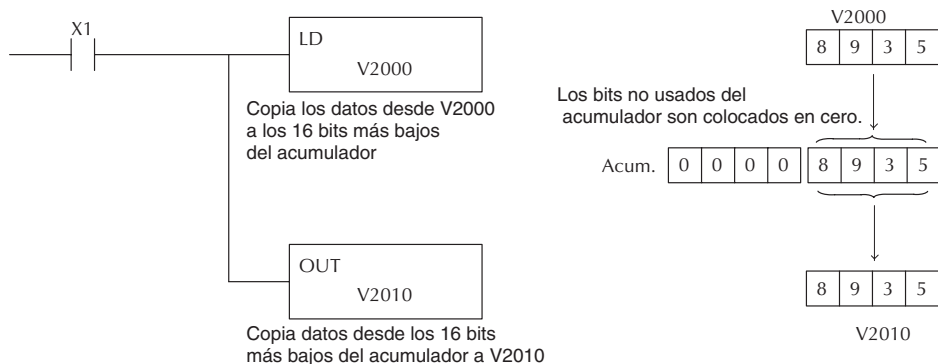 X1
LD
V2000
Copia los datos desde V2000
a los 16 bits más bajos
del acumulador
OUT
V2010
Copia datos desde los 16 bits
más bajos del acumulador a V2010
V2000
8 9 3 5
Los bits no usados del
acumulador son colocados en cero.
Acum. 0 0 0 0 8 9 3 5
8 9 3 5
V2010